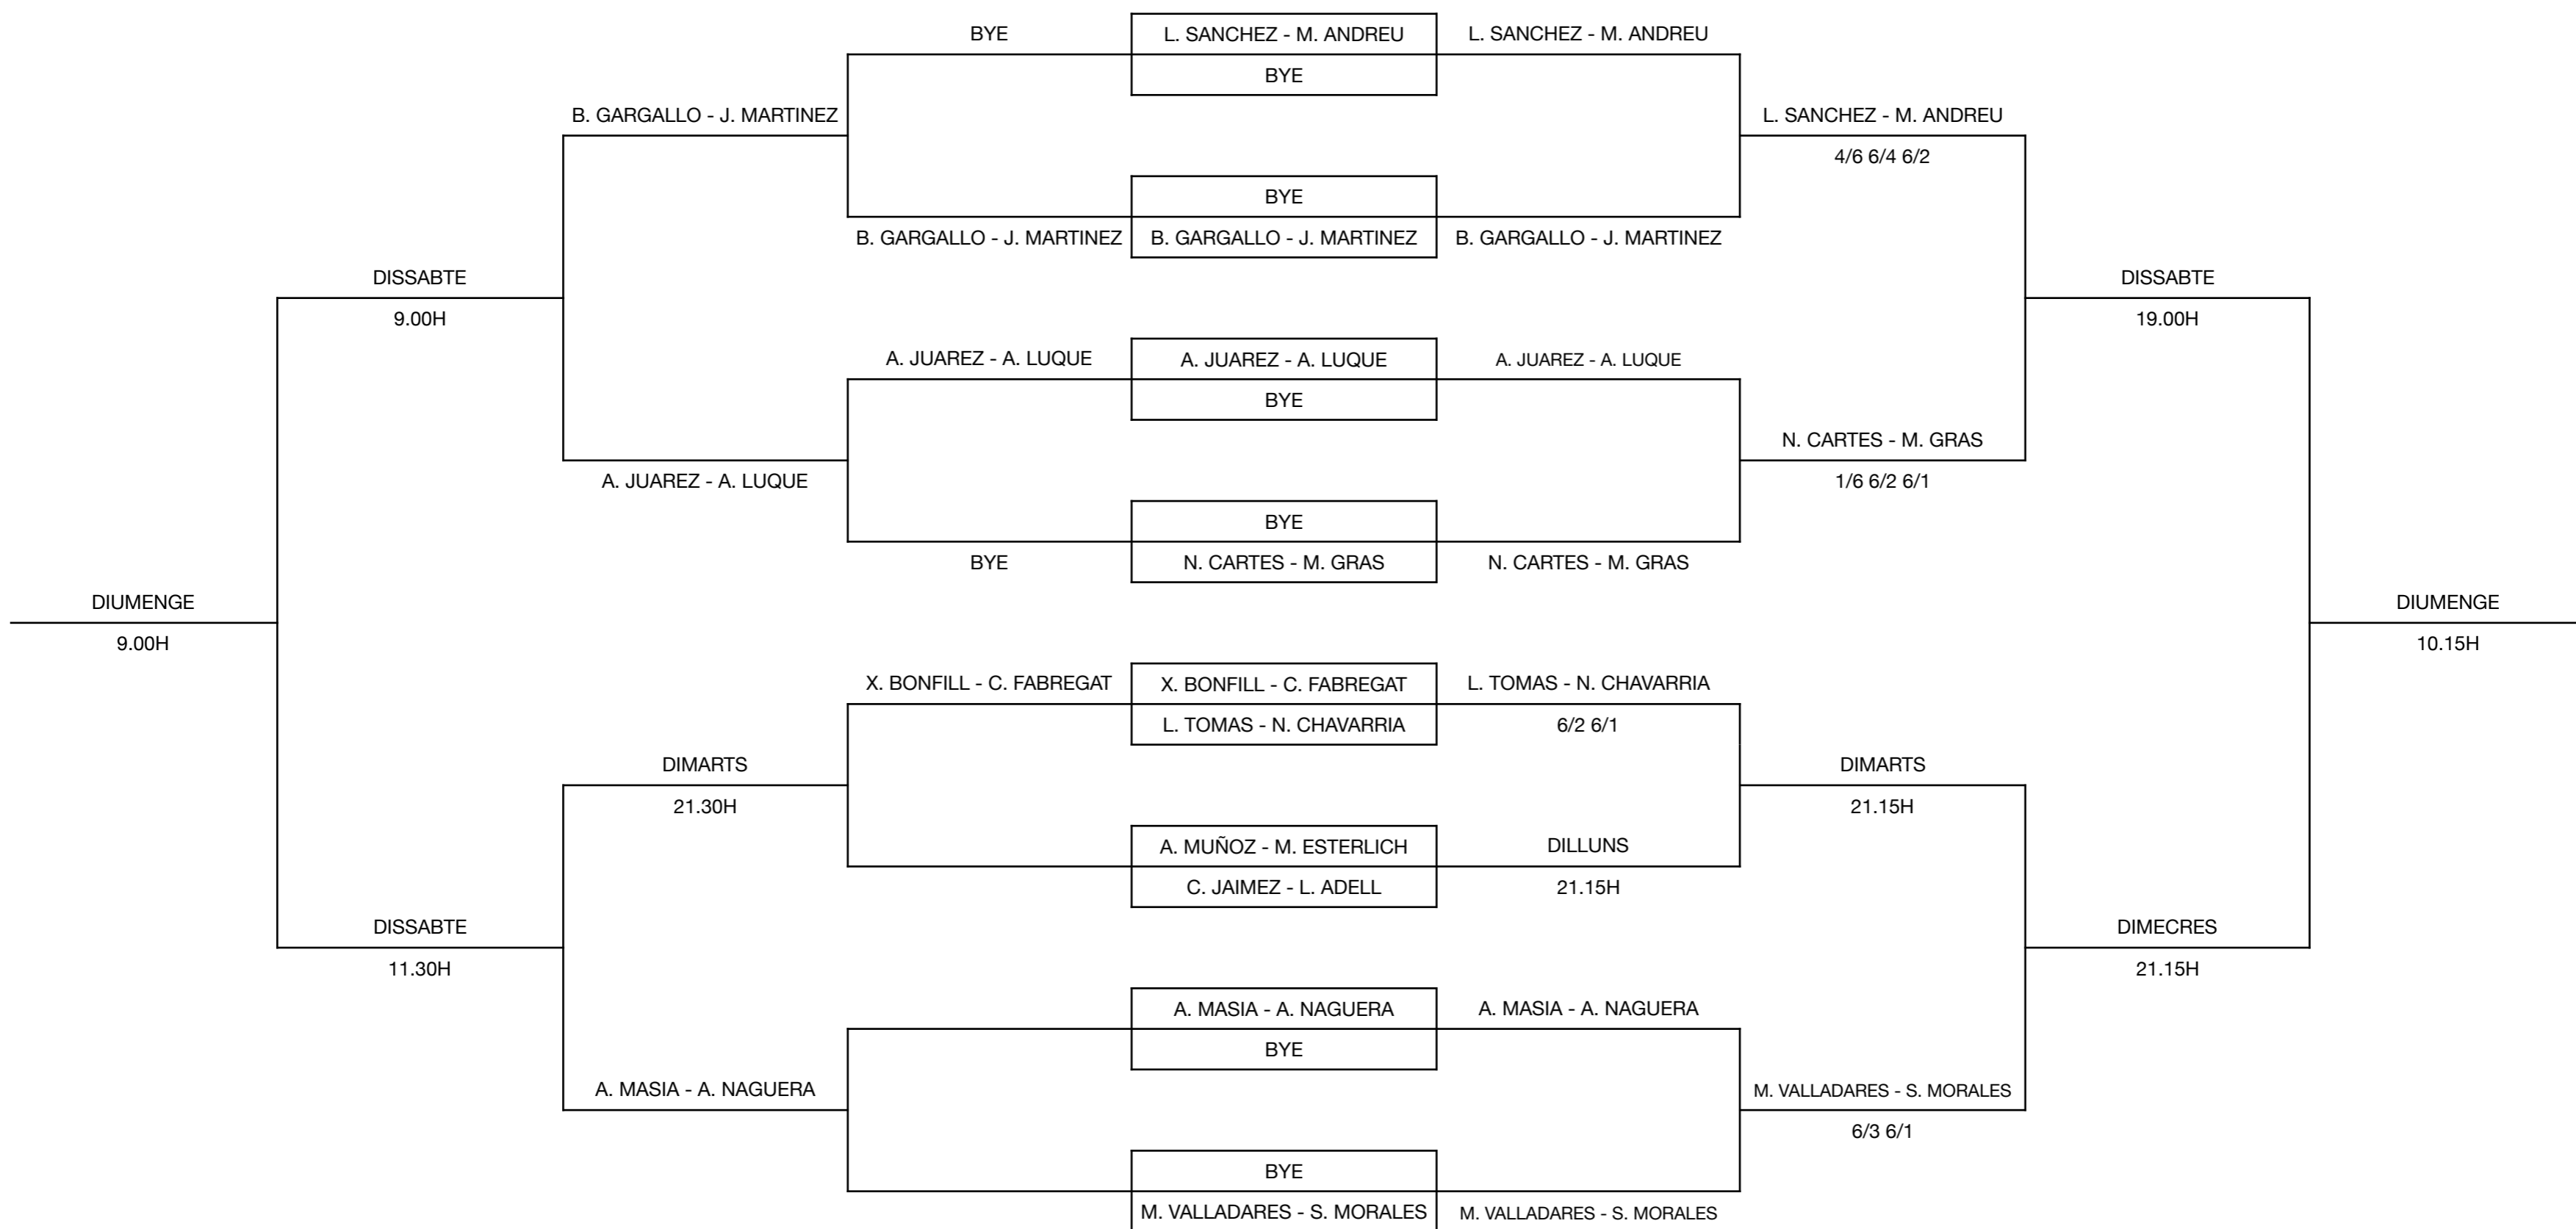 BYE
L. SANCHEZ - M. ANDREU
L. SANCHEZ - M. ANDREU
BYE
B. GARGALLO - J. MARTINEZ
L. SANCHEZ - M. ANDREU
4/6 6/4 6/2
BYE
B. GARGALLO - J. MARTINEZ
B. GARGALLO - J. MARTINEZ
B. GARGALLO - J. MARTINEZ
DISSABTE
DISSABTE
9.00H
19.00H
A. JUAREZ - A. LUQUE
A. JUAREZ - A. LUQUE
A. JUAREZ - A. LUQUE
BYE
N. CARTES - M. GRAS
A. JUAREZ - A. LUQUE
1/6 6/2 6/1
BYE
BYE
N. CARTES - M. GRAS
N. CARTES - M. GRAS
DIUMENGE
DIUMENGE
9.00H
10.15H
X. BONFILL - C. FABREGAT
X. BONFILL - C. FABREGAT
L. TOMAS - N. CHAVARRIA
L. TOMAS - N. CHAVARRIA
6/2 6/1
DIMARTS
DIMARTS
21.30H
21.15H
A. MUÑOZ - M. ESTERLICH
DILLUNS
C. JAIMEZ - L. ADELL
21.15H
DISSABTE
DIMECRES
11.30H
21.15H
A. MASIA - A. NAGUERA
A. MASIA - A. NAGUERA
BYE
A. MASIA - A. NAGUERA
M. VALLADARES - S. MORALES
6/3 6/1
BYE
M. VALLADARES - S. MORALES
M. VALLADARES - S. MORALES